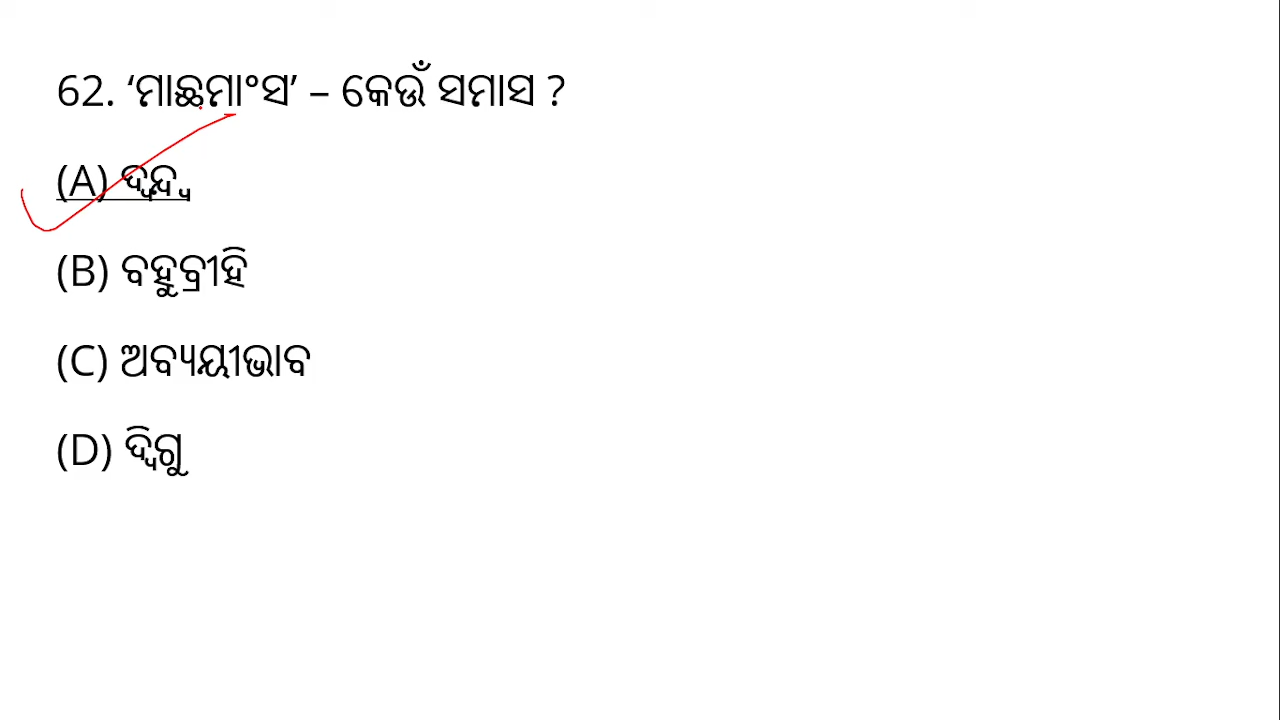 62. ‘ମାଛମାଂସ’ – କେଉଁ ସମାସ ?
(A) ଦ୍ୱନ୍ଦ୍ୱ
(B) ବହୁବ୍ରୀହି
(C) ଅବ୍ୟୟୀଭାବ
(D) ଦ୍ୱିଗୁ